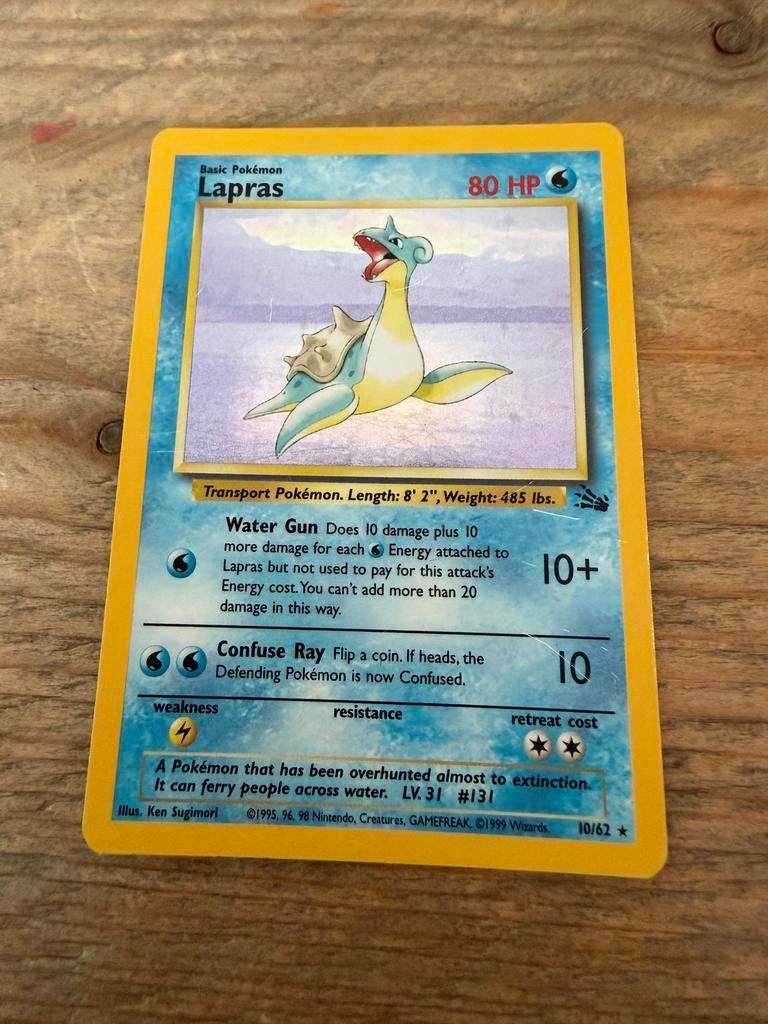 Basic Pokémon
Lapras 80 HP
Transport Pokémon. Length: 8' 2", Weight: 485 lbs.
Water Gun Does 10 damage plus 10
more damage for each Energy attached to
Lapras but not used to pay for this attack's
Energy cost. You can't add more than 20
damage in this way.
10+
Confuse Ray Flip a coin. If heads, the
Defending Pokémon is now Confused.
10
weakness resistance retreat cost
A Pokémon that has been overhunted almost to extinction.
It can ferry people across water. LV. 31 #131
Illus. Ken Sugimori ©1995, 96, 98 Nintendo, Creatures, GAMEFREAK. ©1999 Wizards. 10/62 ★